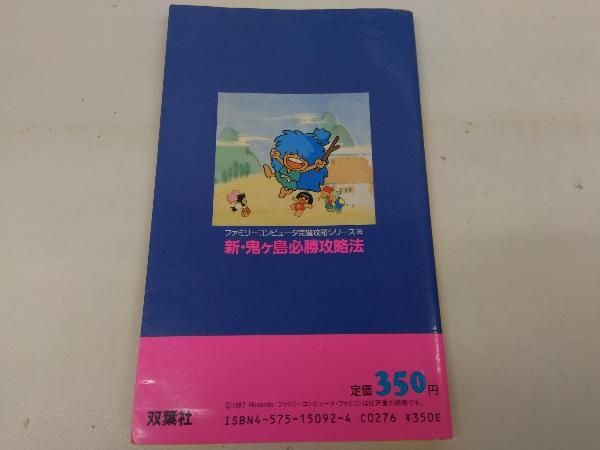 ファミリーコンピュータ完璧攻略シリーズ㊱
新・鬼ヶ島必勝攻略法
定価350円
©1987 Nintendo ファミリーコンピュータ・ファミコンは任天堂の商標です。
双葉社
ISBN4-575-15092-4 C0276 ¥350E